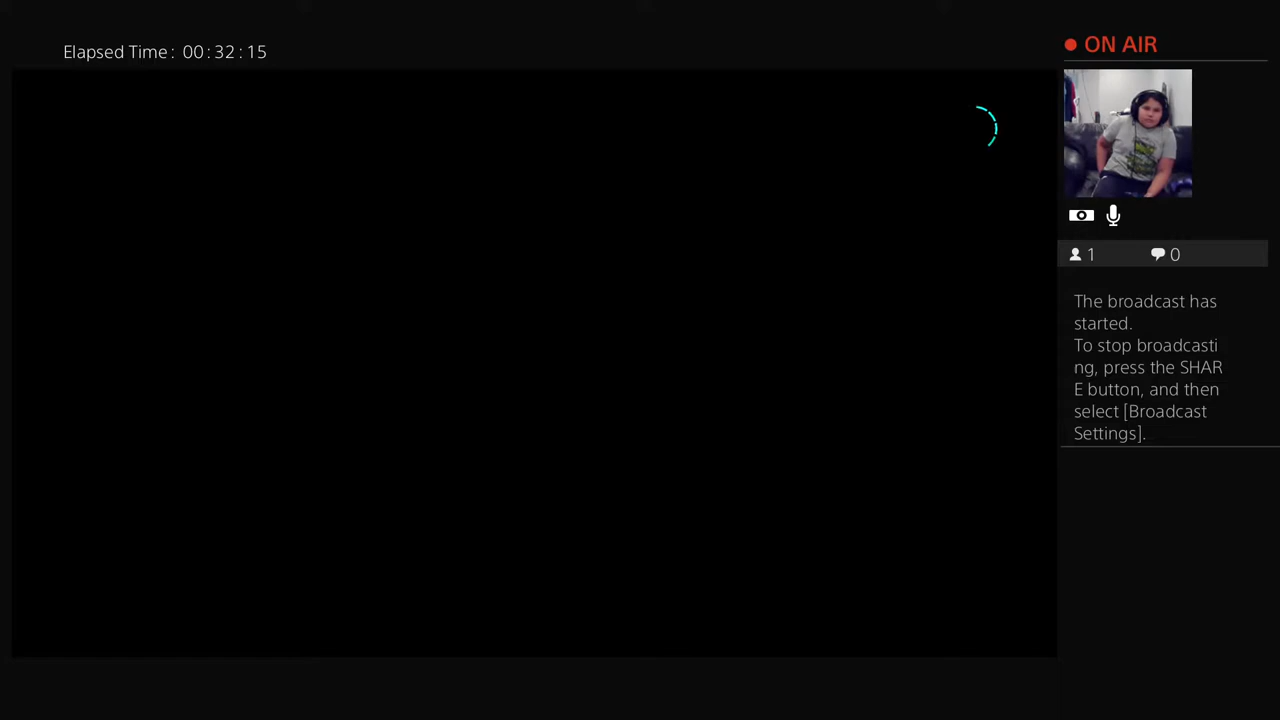 Elapsed Time: 00:32:15
ON AIR
1 0
The broadcast has
started.
To stop broadcasti
ng, press the SHAR
E button, and then
select [Broadcast
Settings].